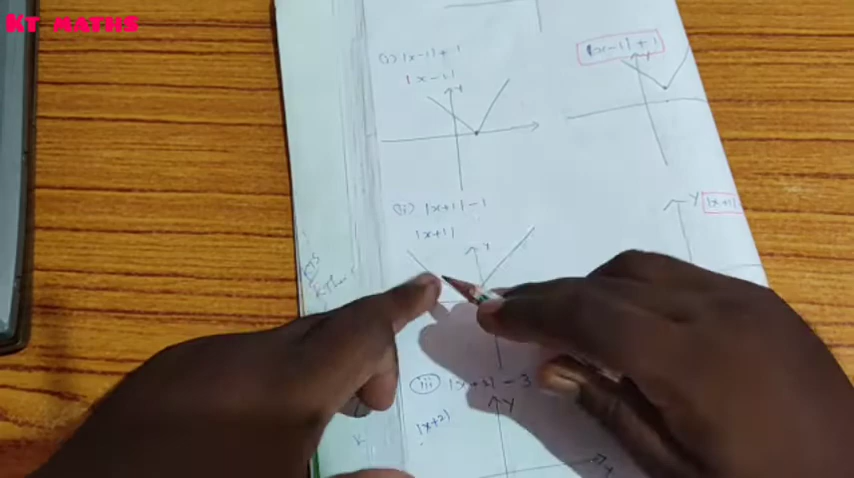 KT MATHS
(i) |x-1|+1
|x-1|
y
|x-1|+1
y
(ii) |x+1|-1
|x+1|
y
y |x+1|
(iii) |x+2|-3
|x+2|
y
x